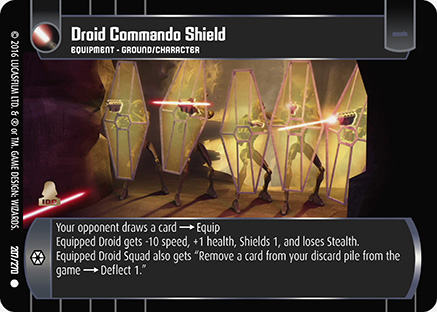 Droid Commando Shield
EQUIPMENT - GROUND/CHARACTER
Your opponent draws a card → Equip
Equipped Droid gets -10 speed, +1 health, Shields 1, and loses Stealth.
Equipped Droid Squad also gets "Remove a card from your discard pile from the
game → Deflect 1."
© 2016 LUCASFILM LTD. & ® or TM. GAME DESIGN: WIZARDS.
IDC